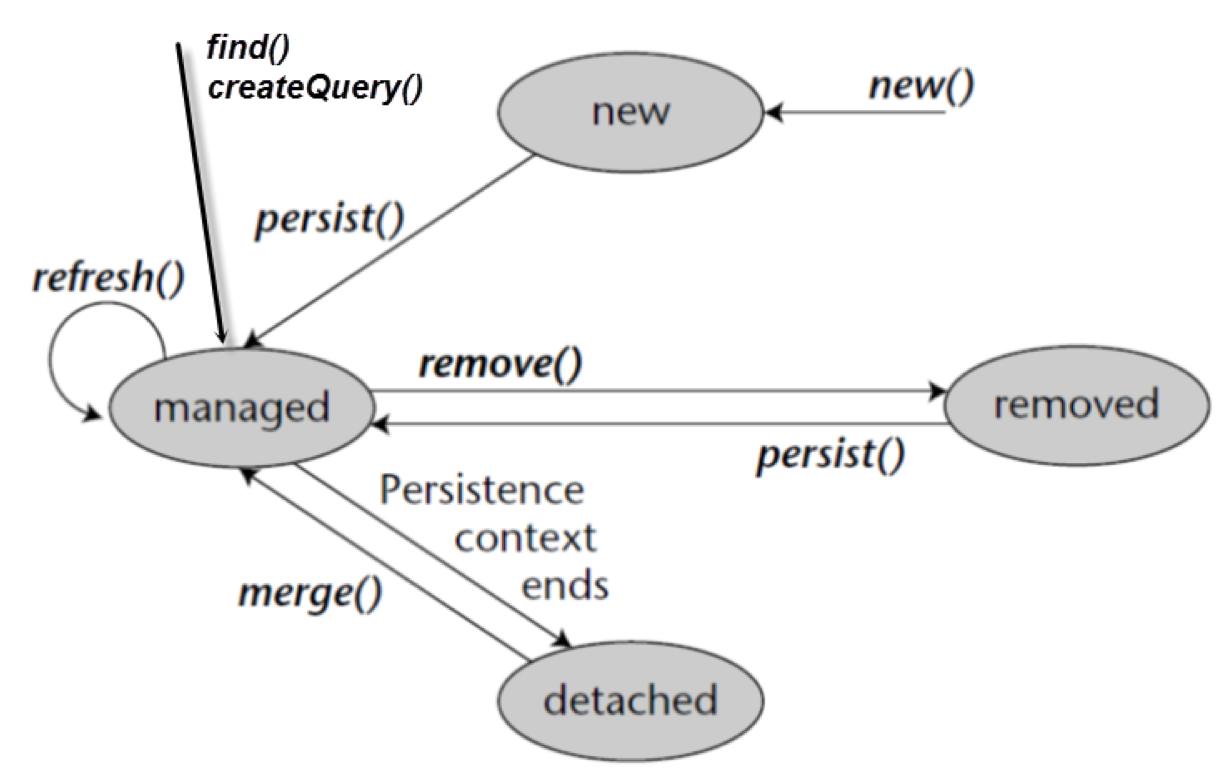 find()
createQuery()
new
new()
persist()
refresh()
managed
remove()
removed
persist()
Persistence
context
ends
merge()
detached